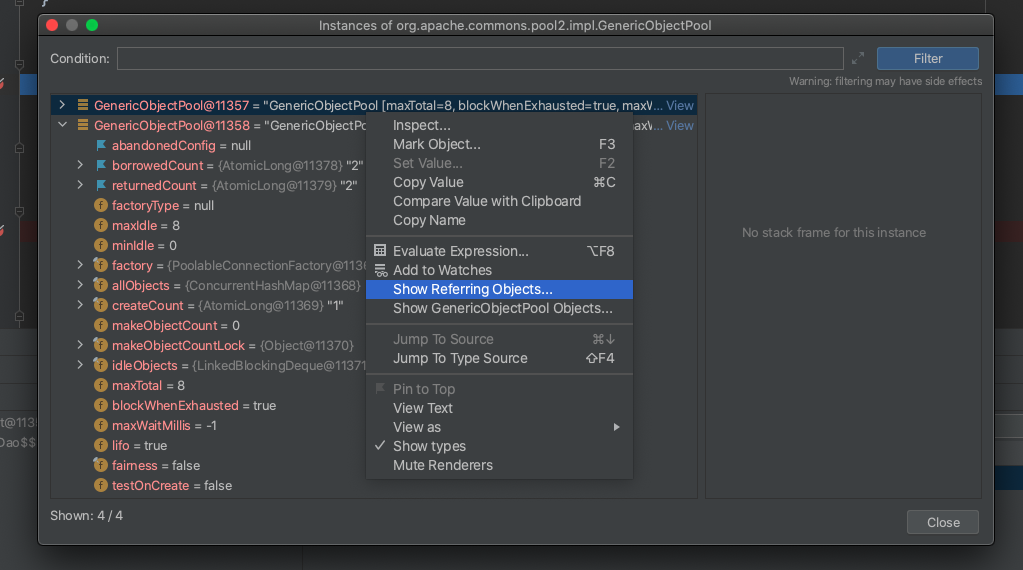 Instances of org.apache.commons.pool2.impl.GenericObjectPool
Condition:
Filter
Warning: filtering may have side effects
GenericObjectPool@11357 = "GenericObjectPool [maxTotal=8, blockWhenExhausted=true, maxW... View
GenericObjectPool@11358 = "GenericObjectPo
axW... View
abandonedConfig = null
borrowedCount = {AtomicLong@11378} "2"
returnedCount = {AtomicLong@11379} "2"
factoryType = null
maxIdle = 8
minIdle = 0
factory = {PoolableConnectionFactory@1136
allObjects = {ConcurrentHashMap@11368}
createCount = {AtomicLong@11369} "1"
makeObjectCount = 0
makeObjectCountLock = {Object@11370}
idleObjects = {LinkedBlockingDeque@11371
maxTotal = 8
blockWhenExhausted = true
maxWaitMillis = -1
lifo = true
fairness = false
testOnCreate = false
Inspect...
Mark Object... F3
Set Value... F2
Copy Value ⌘C
Compare Value with Clipboard
Copy Name
Evaluate Expression... ⌥F8
Add to Watches
Show Referring Objects...
Show GenericObjectPool Objects...
Jump To Source ⌘↓
Jump To Type Source ⇧F4
Pin to Top
View Text
View as
Show types
Mute Renderers
No stack frame for this instance
t@1135
Dao$$
Shown: 4 / 4
Close